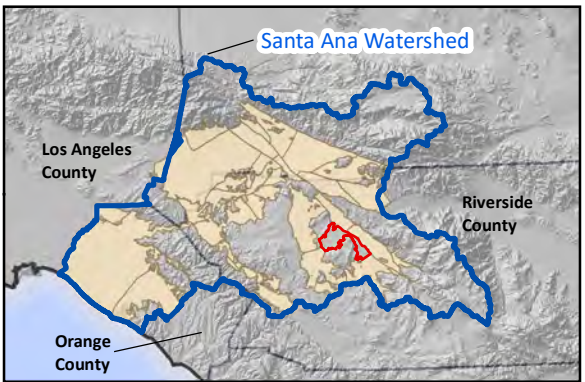 Santa Ana Watershed
Los Angeles
County
Riverside
County
Orange
County